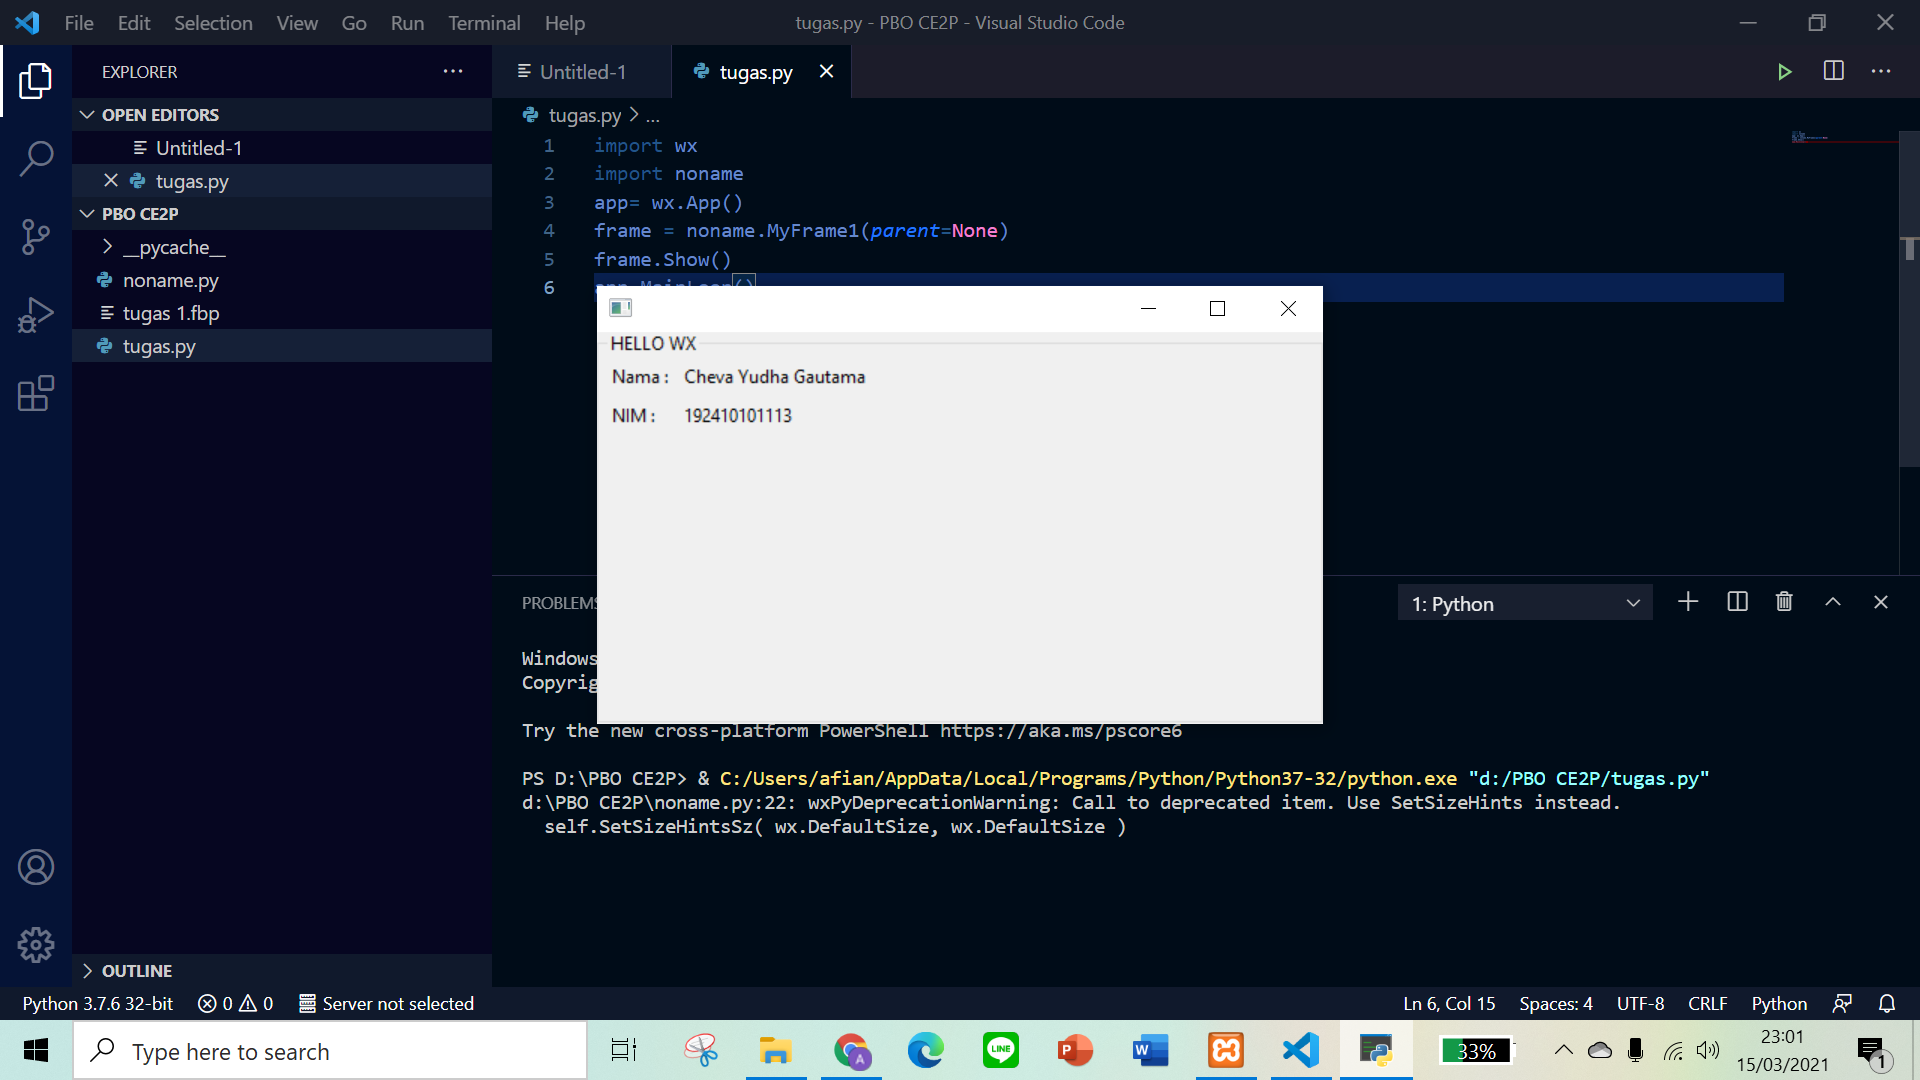 File Edit Selection View Go Run Terminal Help
tugas.py - PBO CE2P - Visual Studio Code
EXPLORER
OPEN EDITORS
Untitled-1
tugas.py
PBO CE2P
__pycache__
noname.py
tugas 1.fbp
tugas.py
OUTLINE
Untitled-1
tugas.py
tugas.py > ...
1 import wx
2 import noname
3 app= wx.App()
4 frame = noname.MyFrame1(parent=None)
5 frame.Show()
6 app.MainLoop()
HELLO WX
Nama : Cheva Yudha Gautama
NIM : 192410101113
PROBLEMS
1: Python
Windows
Copyrig
Try the new cross-platform PowerShell https://aka.ms/pscore6
PS D:\PBO CE2P> & C:/Users/afian/AppData/Local/Programs/Python/Python37-32/python.exe "d:/PBO CE2P/tugas.py"
d:\PBO CE2P\noname.py:22: wxPyDeprecationWarning: Call to deprecated item. Use SetSizeHints instead.
self.SetSizeHintsSz( wx.DefaultSize, wx.DefaultSize )
Python 3.7.6 32-bit 0 0 Server not selected
Ln 6, Col 15 Spaces: 4 UTF-8 CRLF Python
Type here to search
A
LINE
P
W
33%
23:01
15/03/2021
1